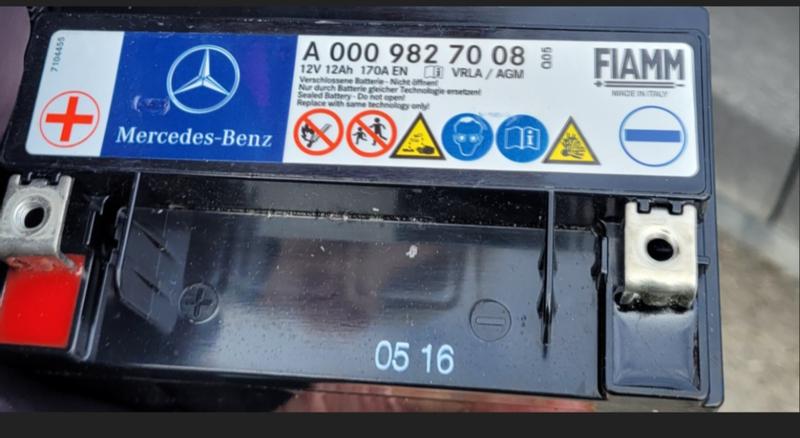 7104455
A 000 982 70 08
005
12V 12Ah 170A EN
VRLA / AGM
Verschlossene Batterie - Nicht öffnen!
Nur durch Batterie gleicher Technologie ersetzen!
Sealed Battery - Do not open!
Replace with same technology only!
Mercedes-Benz
FIAMM
MADE IN ITALY
05 16